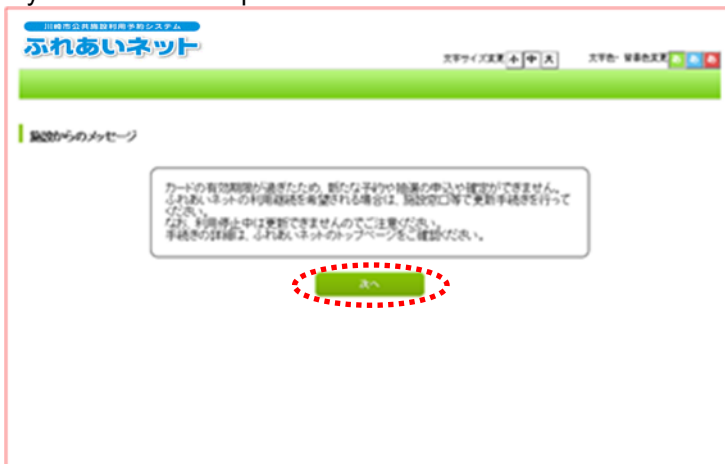 川崎市公共施設利用予約システム
ふれあいネット
文字サイズ変更 小 中 大 文字色・背景色変更 あ あ あ
施設からのメッセージ
カードの有効期限が過ぎたため、新たな予約や抽選の申込や確定ができません。
ふれあいネットの利用継続を希望される場合は、施設窓口等で更新手続きを行って
ください。
なお、利用停止中は更新できませんのでご注意ください。
手続きの詳細は、ふれあいネットのトップページをご確認ください。
次へ